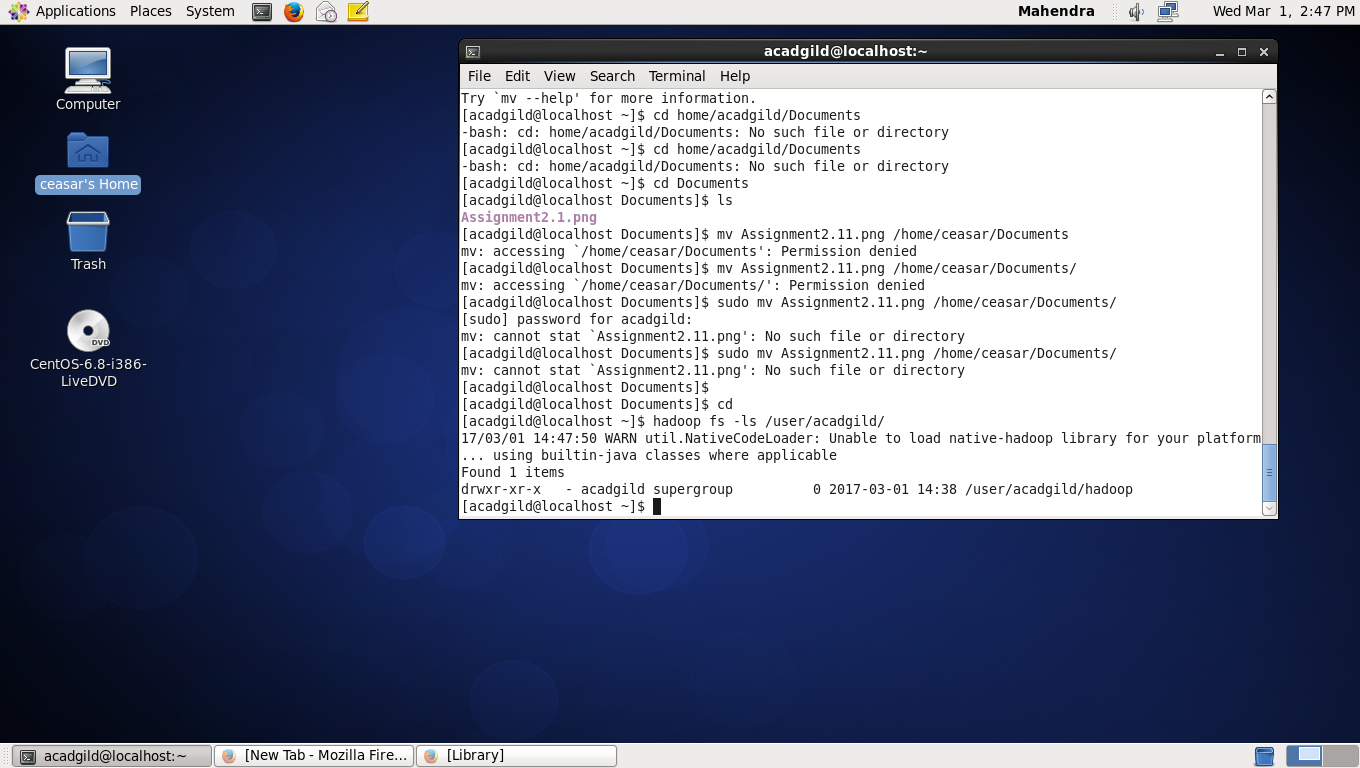 Applications Places System
Mahendra
Wed Mar 1, 2:47 PM
Computer
ceasar's Home
Trash
DVD
CentOS-6.8-i386-
LiveDVD
acadgild@localhost:~
File Edit View Search Terminal Help
Try `mv --help' for more information.
[acadgild@localhost ~]$ cd home/acadgild/Documents
-bash: cd: home/acadgild/Documents: No such file or directory
[acadgild@localhost ~]$ cd home/acadgild/Documents
-bash: cd: home/acadgild/Documents: No such file or directory
[acadgild@localhost ~]$ cd Documents
[acadgild@localhost Documents]$ ls
Assignment2.1.png
[acadgild@localhost Documents]$ mv Assignment2.11.png /home/ceasar/Documents
mv: accessing `/home/ceasar/Documents': Permission denied
[acadgild@localhost Documents]$ mv Assignment2.11.png /home/ceasar/Documents/
mv: accessing `/home/ceasar/Documents/': Permission denied
[acadgild@localhost Documents]$ sudo mv Assignment2.11.png /home/ceasar/Documents/
[sudo] password for acadgild:
mv: cannot stat `Assignment2.11.png': No such file or directory
[acadgild@localhost Documents]$ sudo mv Assignment2.11.png /home/ceasar/Documents/
mv: cannot stat `Assignment2.11.png': No such file or directory
[acadgild@localhost Documents]$
[acadgild@localhost Documents]$ cd
[acadgild@localhost ~]$ hadoop fs -ls /user/acadgild/
17/03/01 14:47:50 WARN util.NativeCodeLoader: Unable to load native-hadoop library for your platform
... using builtin-java classes where applicable
Found 1 items
drwxr-xr-x   - acadgild supergroup          0 2017-03-01 14:38 /user/acadgild/hadoop
[acadgild@localhost ~]$
acadgild@localhost:~
[New Tab - Mozilla Fire...
[Library]